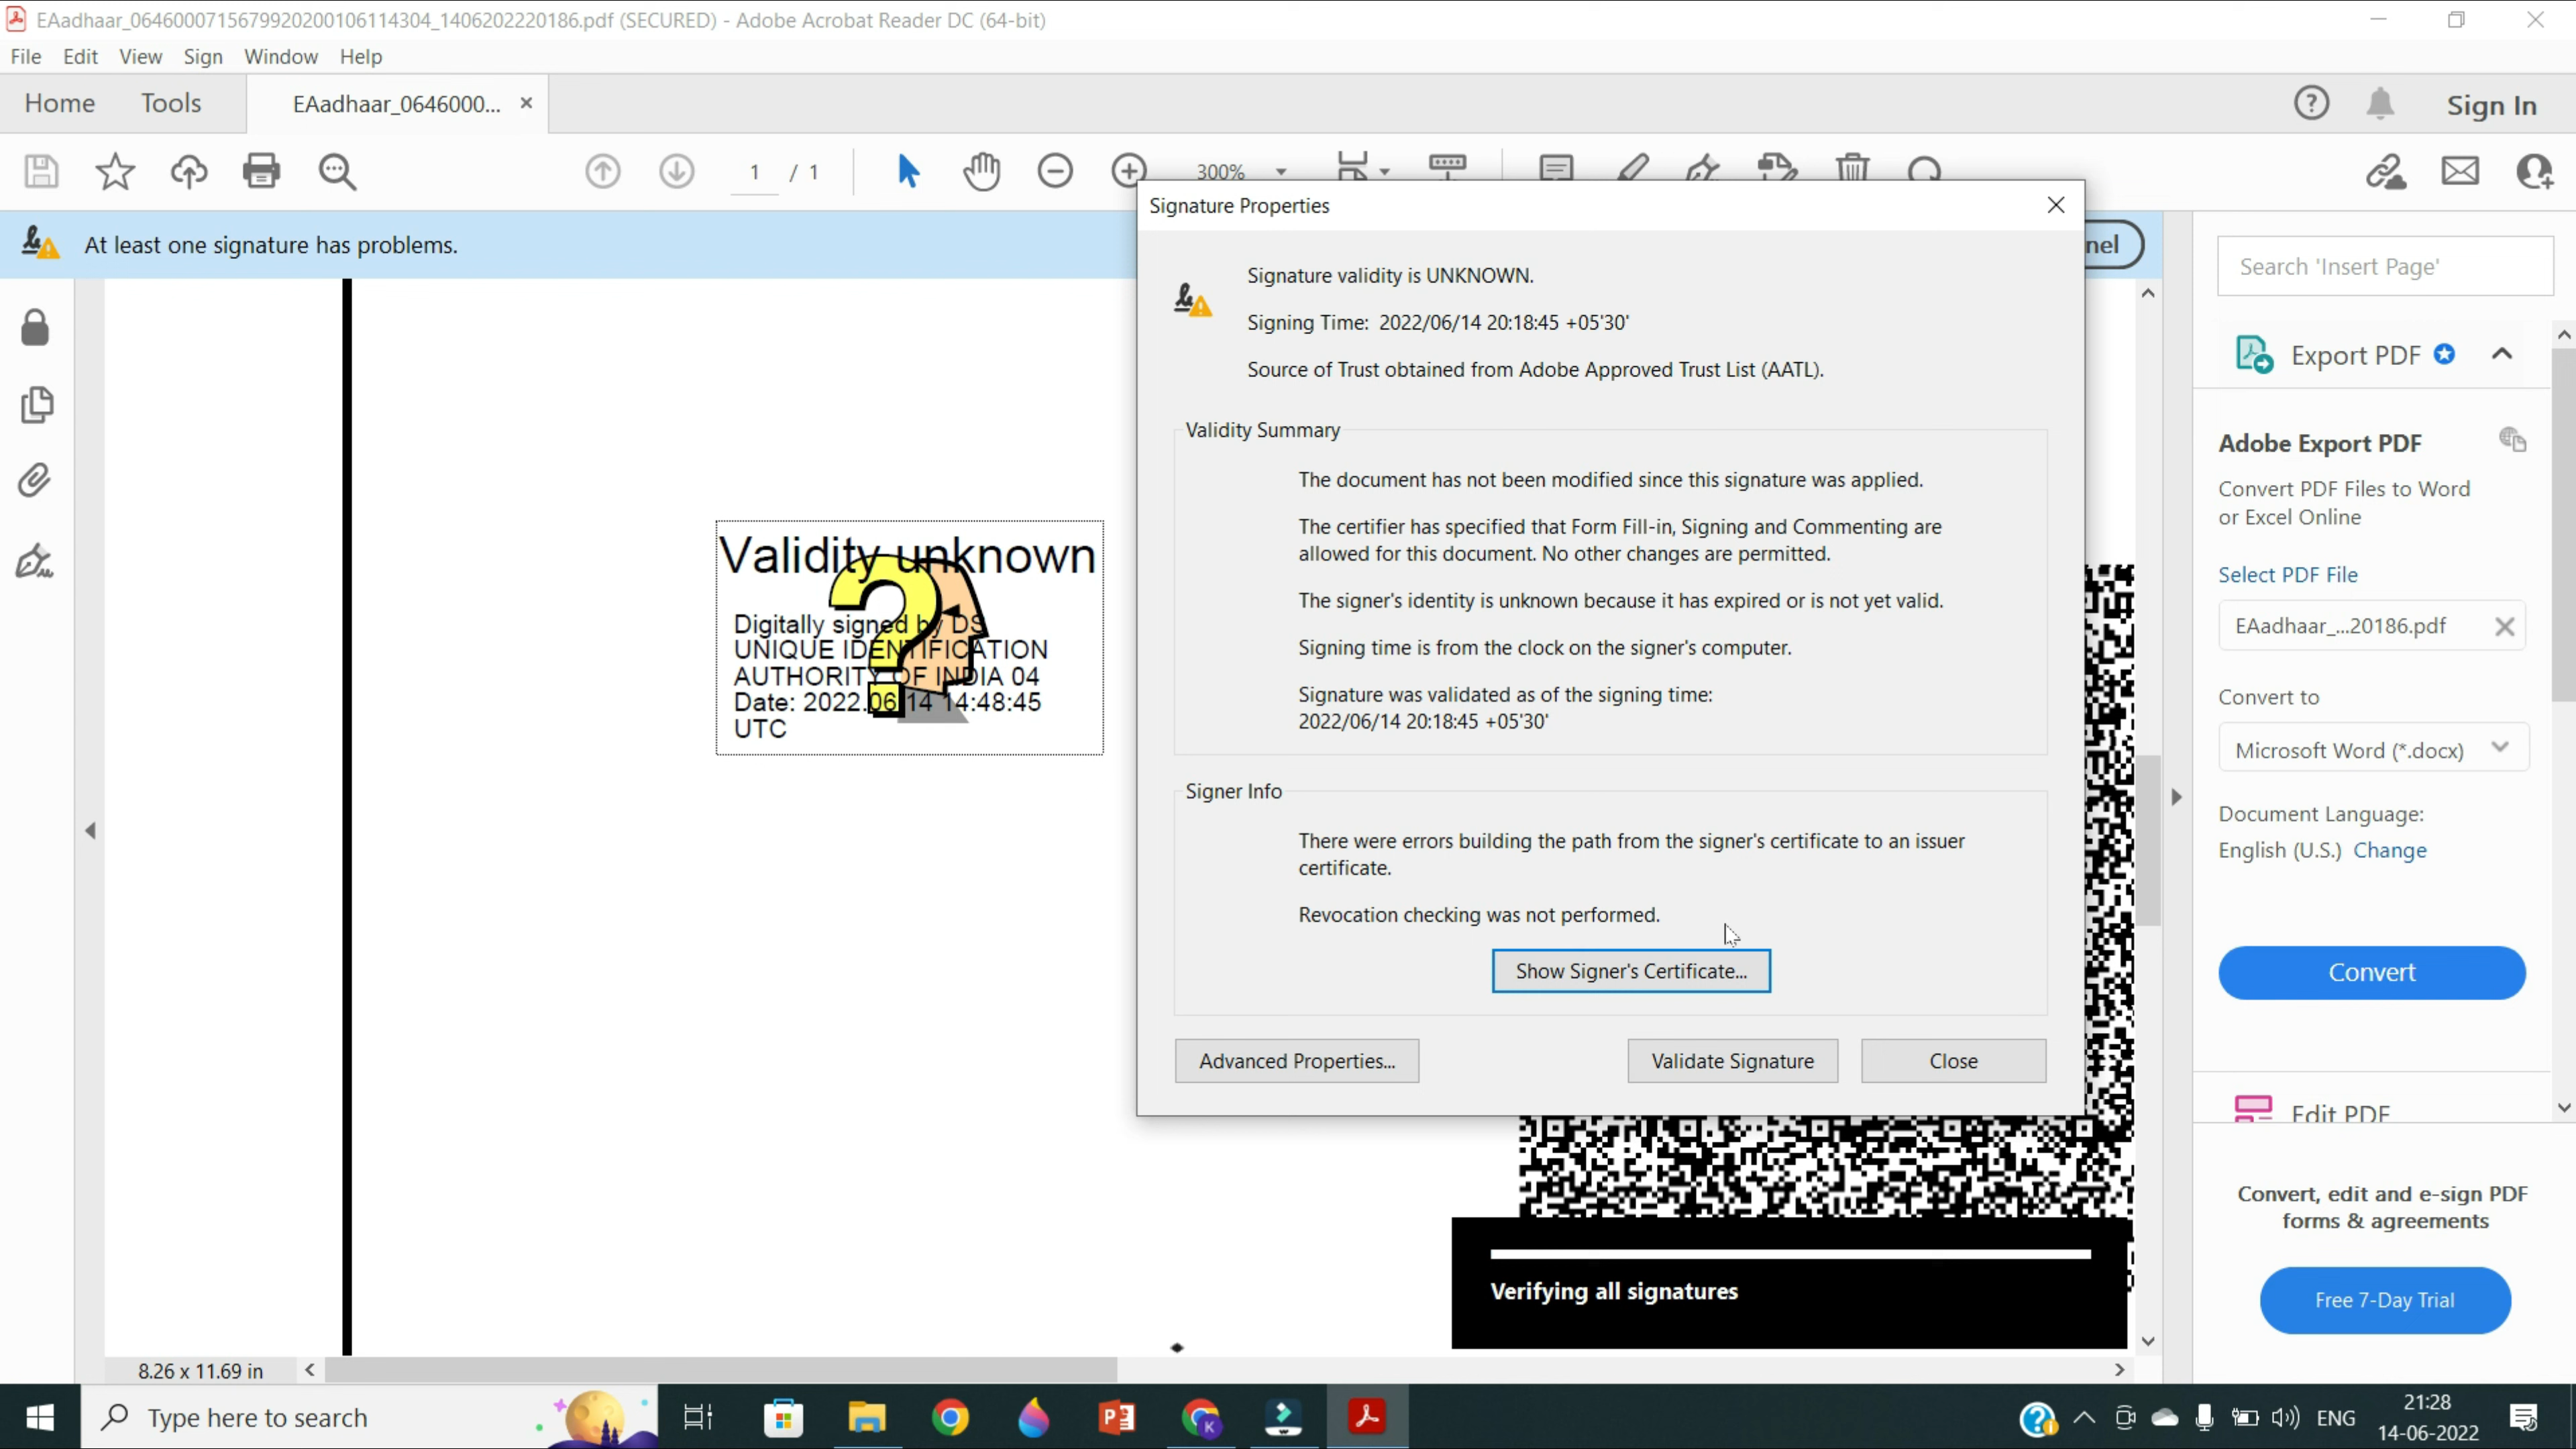 EAadhaar_0646000715679920200106114304_1406202220186.pdf (SECURED) - Adobe Acrobat Reader DC (64-bit)
File Edit View Sign Window Help
Home Tools EAadhaar_0646000... × Sign In
1 / 1 300%
At least one signature has problems.
nel
Signature Properties
Signature validity is UNKNOWN.
Signing Time: 2022/06/14 20:18:45 +05'30'
Source of Trust obtained from Adobe Approved Trust List (AATL).
Validity Summary
The document has not been modified since this signature was applied.
The certifier has specified that Form Fill-in, Signing and Commenting are
allowed for this document. No other changes are permitted.
The signer's identity is unknown because it has expired or is not yet valid.
Signing time is from the clock on the signer's computer.
Signature was validated as of the signing time:
2022/06/14 20:18:45 +05'30'
Signer Info
There were errors building the path from the signer's certificate to an issuer
certificate.
Revocation checking was not performed.
Show Signer's Certificate...
Advanced Properties... Validate Signature Close
Validity unknown
Digitally signed by DS
UNIQUE IDENTIFICATION
AUTHORITY OF INDIA 04
Date: 2022.06.14 14:48:45
UTC
Verifying all signatures
8.26 x 11.69 in
Search 'Insert Page'
Export PDF
Adobe Export PDF
Convert PDF Files to Word
or Excel Online
Select PDF File
EAadhaar_...20186.pdf
Convert to
Microsoft Word (*.docx)
Document Language:
English (U.S.) Change
Convert
Edit PDF
Convert, edit and e-sign PDF
forms & agreements
Free 7-Day Trial
Type here to search
ENG
21:28
14-06-2022